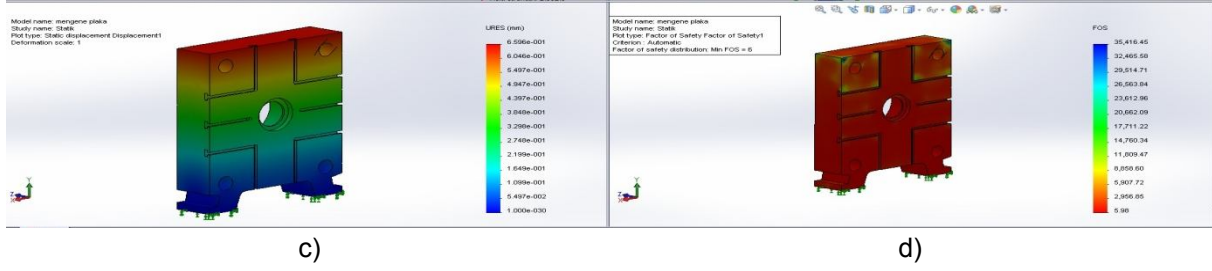 Model name: mengene plaka
Study name: Statik
Plot type: Static displacement Displacement1
Deformation scale: 1
URES (mm)
6.596e-001
6.046e-001
5.497e-001
4.947e-001
4.397e-001
3.848e-001
3.298e-001
2.748e-001
2.199e-001
1.649e-001
1.099e-001
5.497e-002
1.000e-030
Y
Z
X
c)
Model name: mengene plaka
Study name: Statik
Plot type: Factor of Safety Factor of Safety1
Criterion : Automatic
Factor of safety distribution: Min FOS = 6
FOS
35,416.45
32,465.58
29,514.71
26,563.84
23,612.96
20,662.09
17,711.22
14,760.34
11,809.47
8,858.60
5,907.72
2,956.85
5.98
Y
Z
X
d)